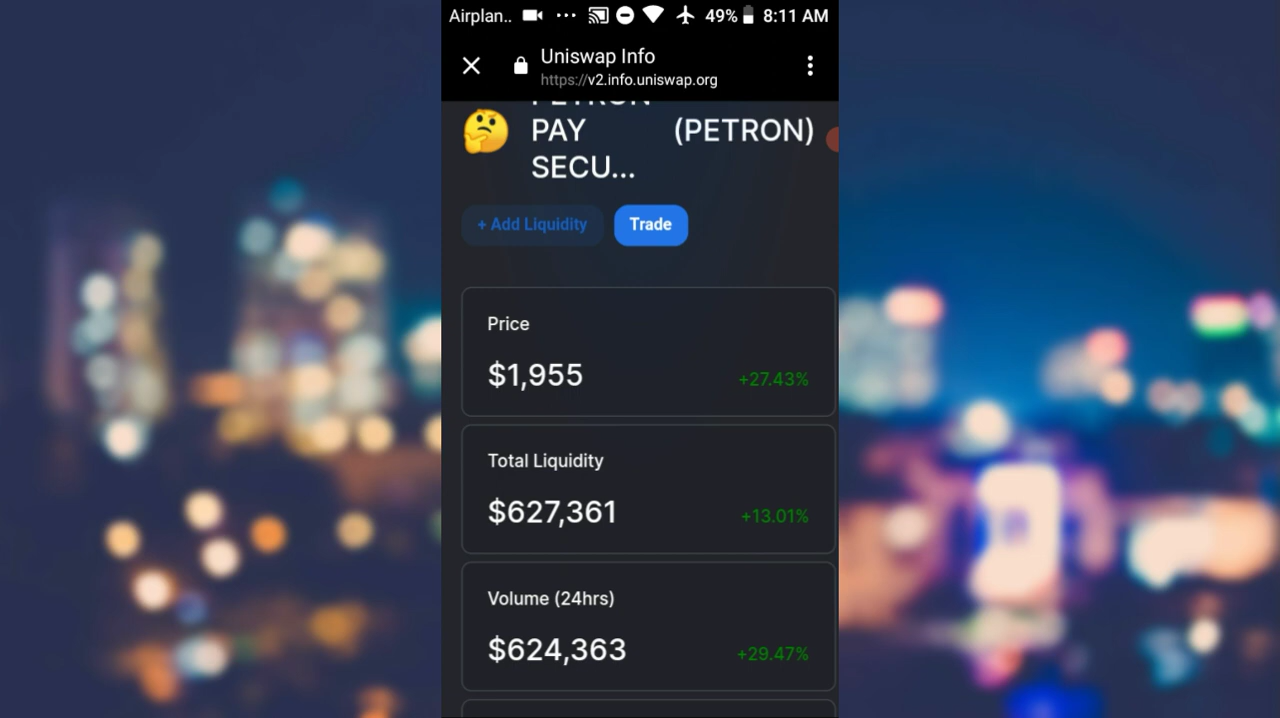 Airplan.. 49% 8:11 AM
Uniswap Info
https://v2.info.uniswap.org
PETRON
PAY (PETRON)
SECU...
+ Add Liquidity Trade
Price
$1,955 +27.43%
Total Liquidity
$627,361 +13.01%
Volume (24hrs)
$624,363 +29.47%